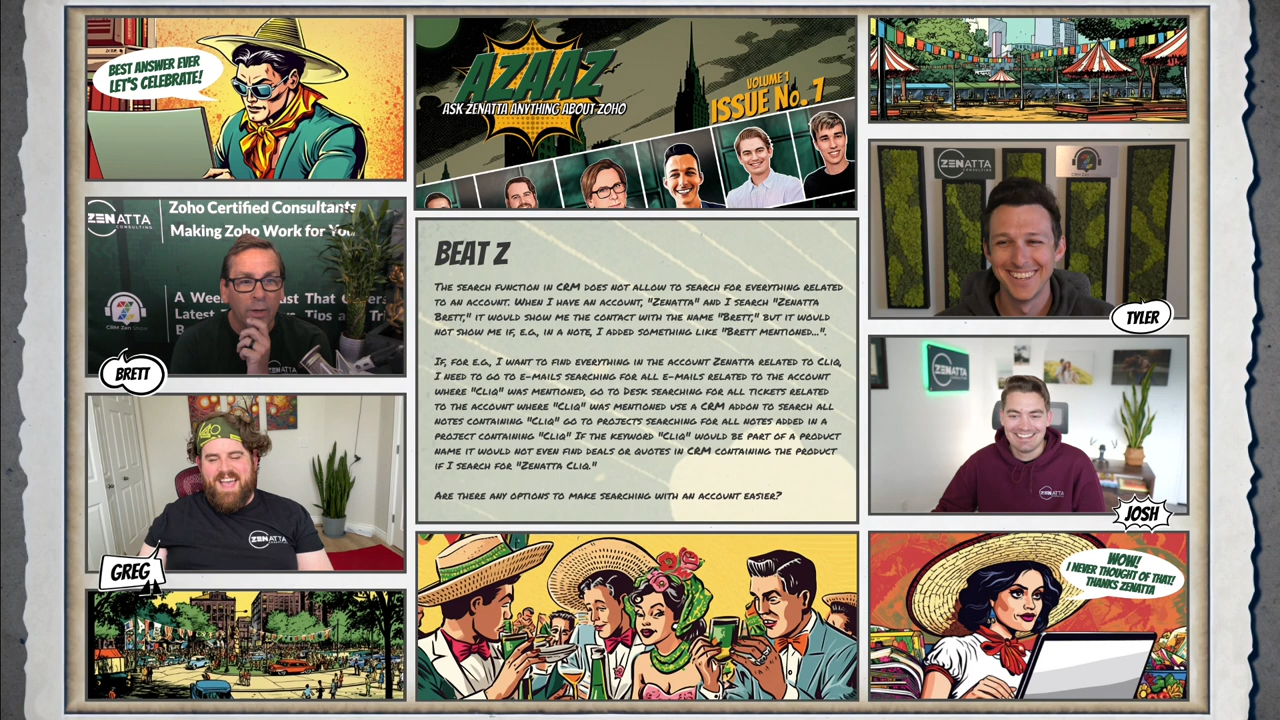 BEST ANSWER EVER
LET'S CELEBRATE!
AZAAZ
ASK ZENATTA ANYTHING ABOUT ZOHO
VOLUME 1
ISSUE No. 7
ZENATTA
CONSULTING
Zoho Certified Consultants
Making Zoho Work for You
CRM Zen Show
BRETT
ZENATTA
CONSULTING
TYLER
BEAT Z
THE SEARCH FUNCTION IN CRM DOES NOT ALLOW TO SEARCH FOR EVERYTHING RELATED
TO AN ACCOUNT. WHEN I HAVE AN ACCOUNT, "ZENATTA" AND I SEARCH "ZENATTA
BRETT," IT WOULD SHOW ME THE CONTACT WITH THE NAME "BRETT," BUT IT WOULD
NOT SHOW ME IF, E.G., IN A NOTE, I ADDED SOMETHING LIKE "BRETT MENTIONED...".
IF, FOR E.G., I WANT TO FIND EVERYTHING IN THE ACCOUNT ZENATTA RELATED TO CLIQ,
I NEED TO GO TO E-MAILS SEARCHING FOR ALL E-MAILS RELATED TO THE ACCOUNT
WHERE "CLIQ" WAS MENTIONED, GO TO DESK SEARCHING FOR ALL TICKETS RELATED
TO THE ACCOUNT WHERE "CLIQ" WAS MENTIONED USE A CRM ADDON TO SEARCH ALL
NOTES CONTAINING "CLIQ" GO TO PROJECTS SEARCHING FOR ALL NOTES ADDED IN A
PROJECT CONTAINING "CLIQ" IF THE KEYWORD "CLIQ" WOULD BE PART OF A PRODUCT
NAME IT WOULD NOT EVEN FIND DEALS OR QUOTES IN CRM CONTAINING THE PRODUCT
IF I SEARCH FOR "ZENATTA CLIQ."
ARE THERE ANY OPTIONS TO MAKE SEARCHING WITH AN ACCOUNT EASIER?
ZENATTA
GREG
ZENATTA
JOSH
WOW!
I NEVER THOUGHT OF THAT!
THANKS ZENATTA